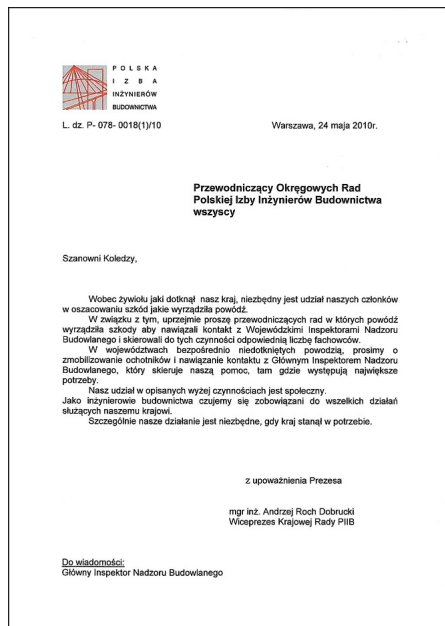 POLSKA
IZBA
INŻYNIERÓW
BUDOWNICTWA
L. dz. P- 078- 0018(1)/10
Warszawa, 24 maja 2010r.
Przewodniczący Okręgowych Rad
Polskiej Izby Inżynierów Budownictwa
wszyscy
Szanowni Koledzy,
Wobec żywiołu jaki dotknął nasz kraj, niezbędny jest udział naszych członków
w oszacowaniu szkód jakie wyrządziła powódź.
W związku z tym, uprzejmie proszę przewodniczących rad w których powódź
wyrządziła szkody aby nawiązali kontakt z Wojewódzkimi Inspektorami Nadzoru
Budowlanego i skierowali do tych czynności odpowiednią liczbę fachowców.
W województwach bezpośrednio niedotkniętych powodzią, prosimy o
zmobilizowanie ochotników i nawiązanie kontaktu z Głównym Inspektorem Nadzoru
Budowlanego, który skieruje naszą pomoc, tam gdzie występują największe
potrzeby.
Nasz udział w opisanych wyżej czynnościach jest społeczny.
Jako inżynierowie budownictwa czujemy się zobowiązani do wszelkich działań
służących naszemu krajowi.
Szczególnie nasze działanie jest niezbędne, gdy kraj stanął w potrzebie.
z upoważnienia Prezesa
mgr inż. Andrzej Roch Dobrucki
Wiceprezes Krajowej Rady PIIB
Do wiadomości:
Główny Inspektor Nadzoru Budowlanego